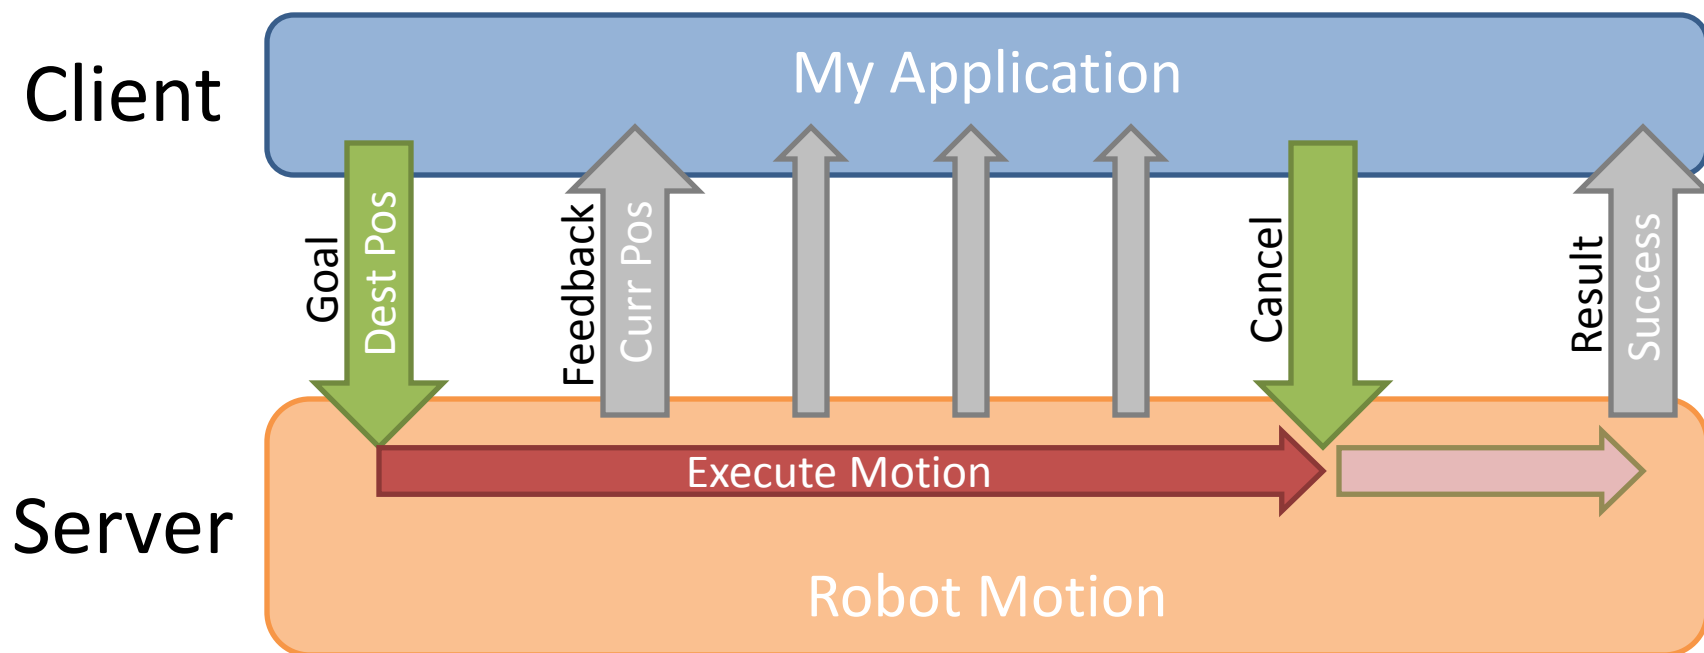 Client
My Application
Goal
Dest Pos
Feedback
Curr Pos
Cancel
Result
Success
Execute Motion
Server
Robot Motion